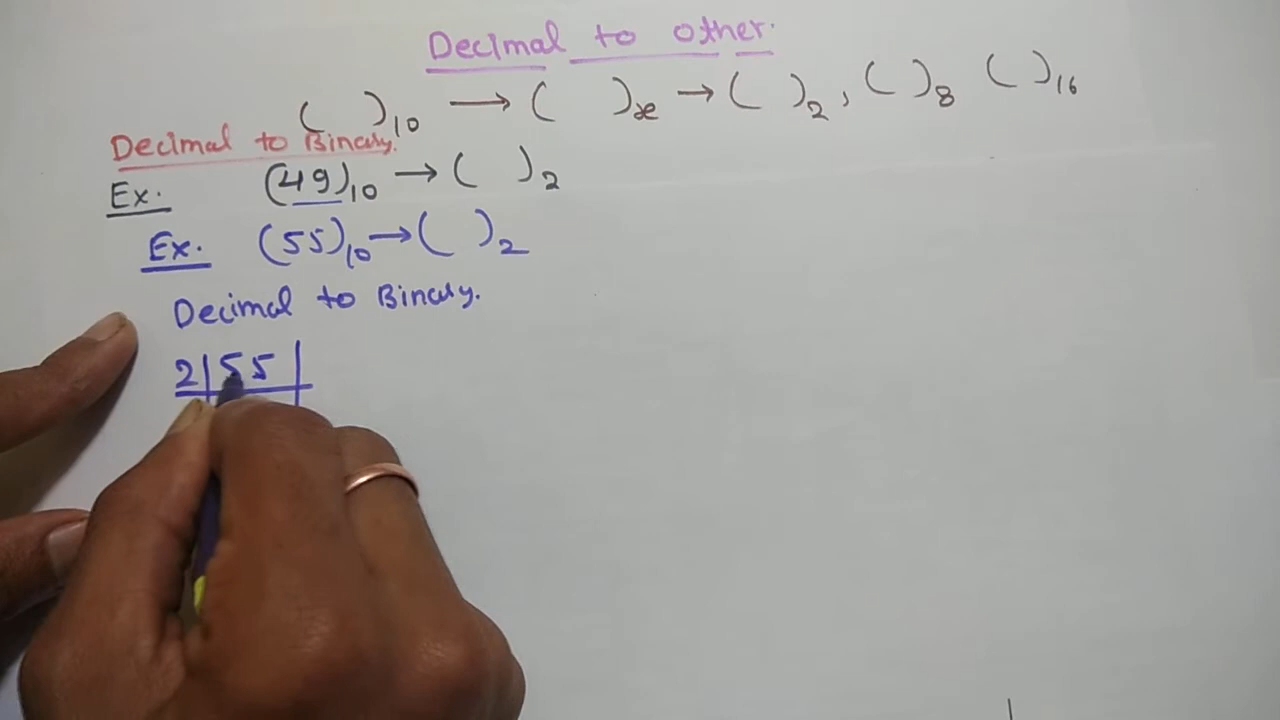 Decimal to other.
( )10 → ( )x → ( )2, ( )8 ( )16
Decimal to Binary.
Ex. (49)10 → ( )2
Ex. (55)10 → ( )2
Decimal to Binary.
2|55|